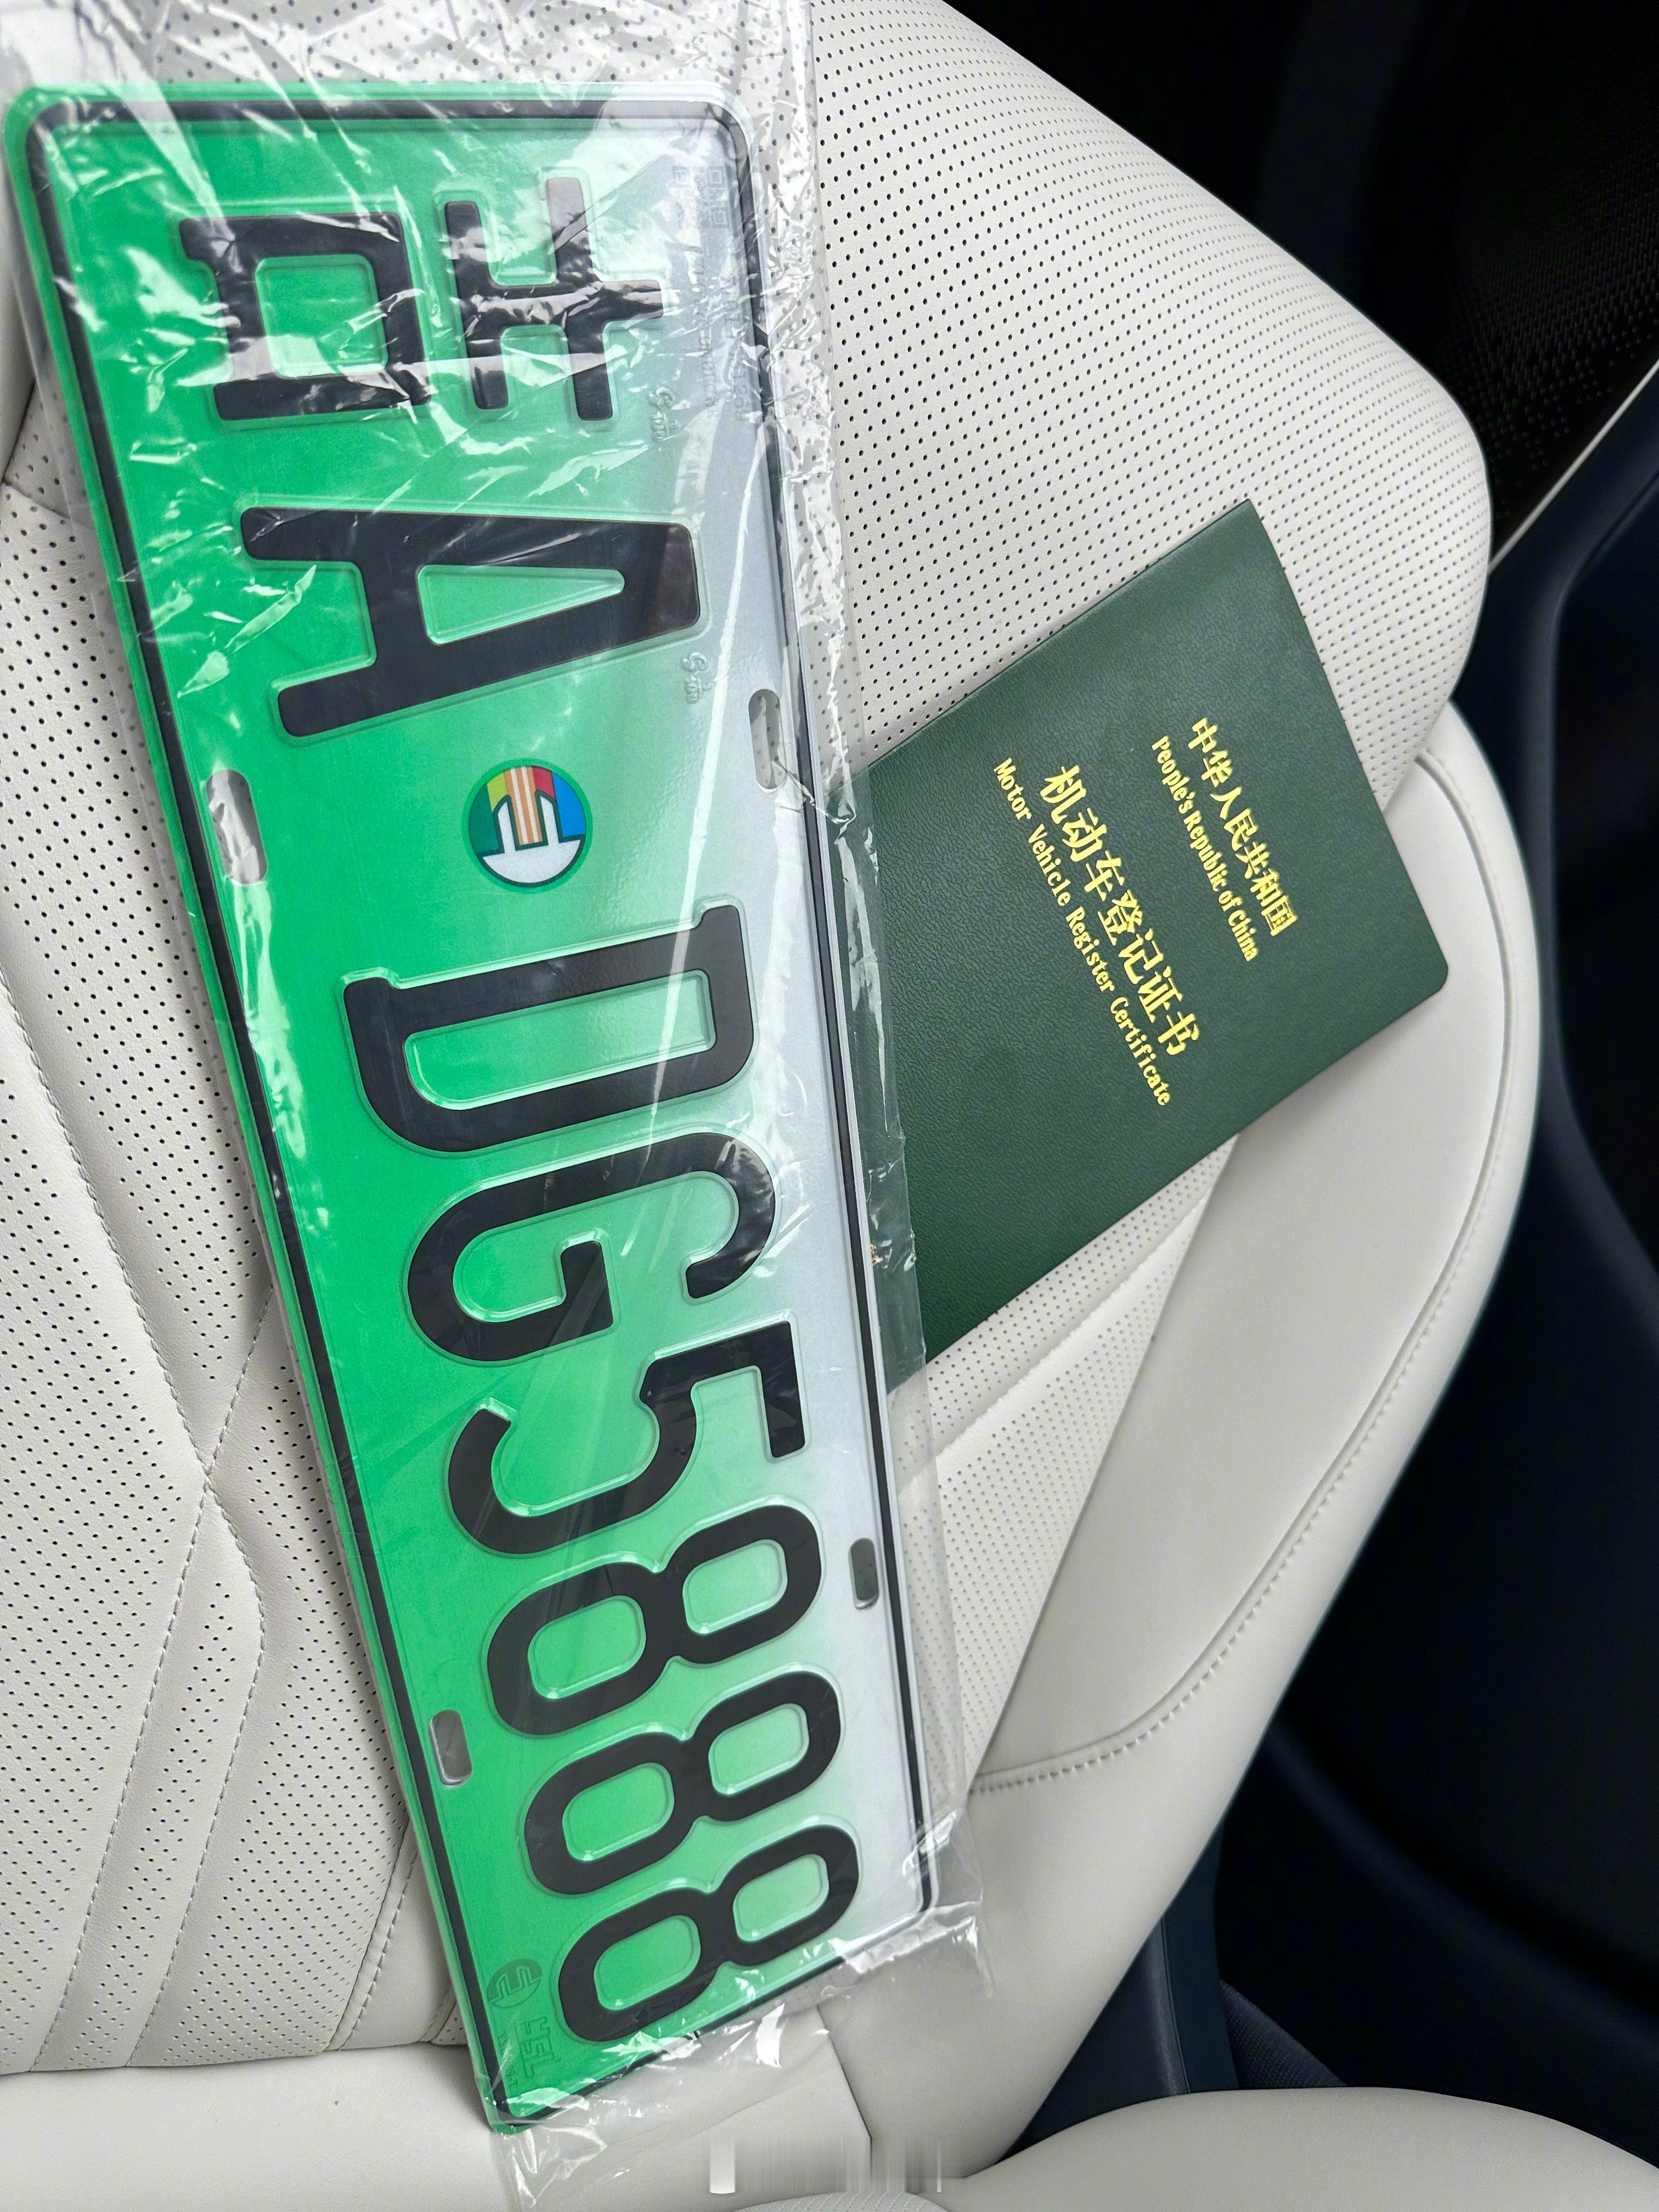 吉A DG5888
中华人民共和国
People's Republic of China
机动车登记证书
Motor Vehicle Register Certificate